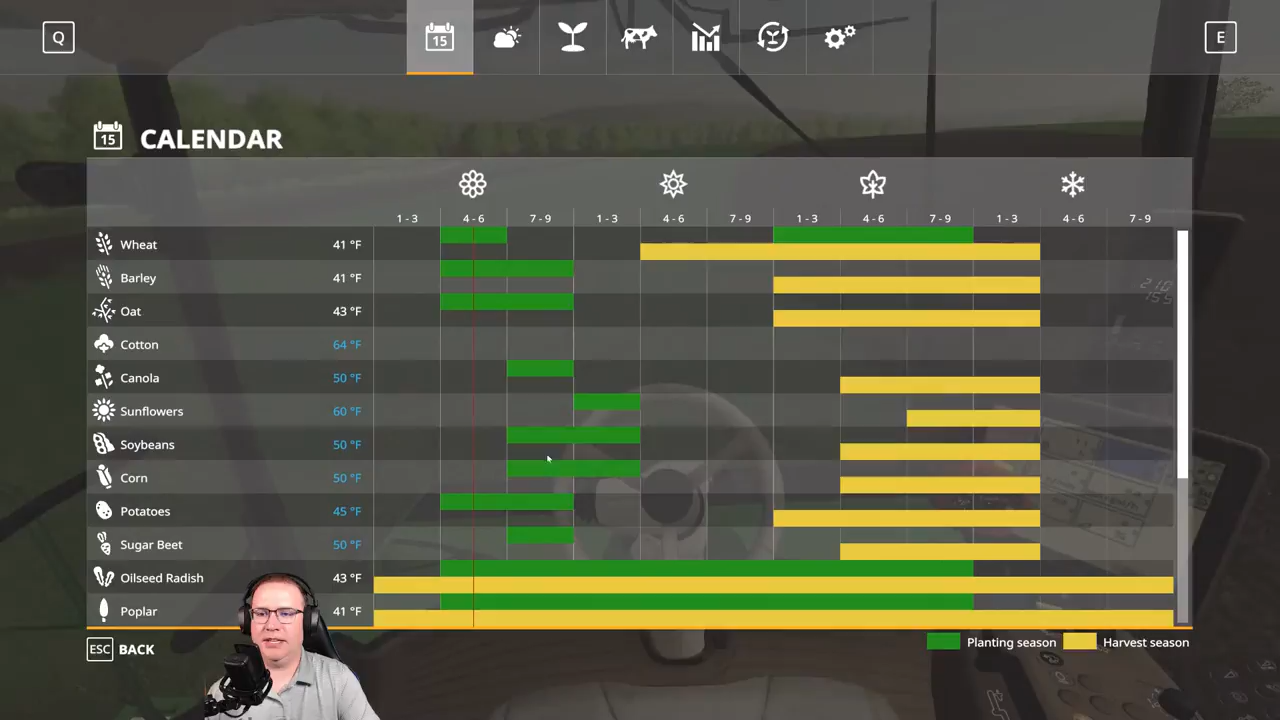 Q
15
E
15 CALENDAR
1 - 3 4 - 6 7 - 9 1 - 3 4 - 6 7 - 9 1 - 3 4 - 6 7 - 9 1 - 3 4 - 6 7 - 9
Wheat 41 °F
Barley 41 °F
Oat 43 °F
Cotton 64 °F
Canola 50 °F
Sunflowers 60 °F
Soybeans 50 °F
Corn 50 °F
Potatoes 45 °F
Sugar Beet 50 °F
Oilseed Radish 43 °F
Poplar 41 °F
ESC BACK
Planting season Harvest season